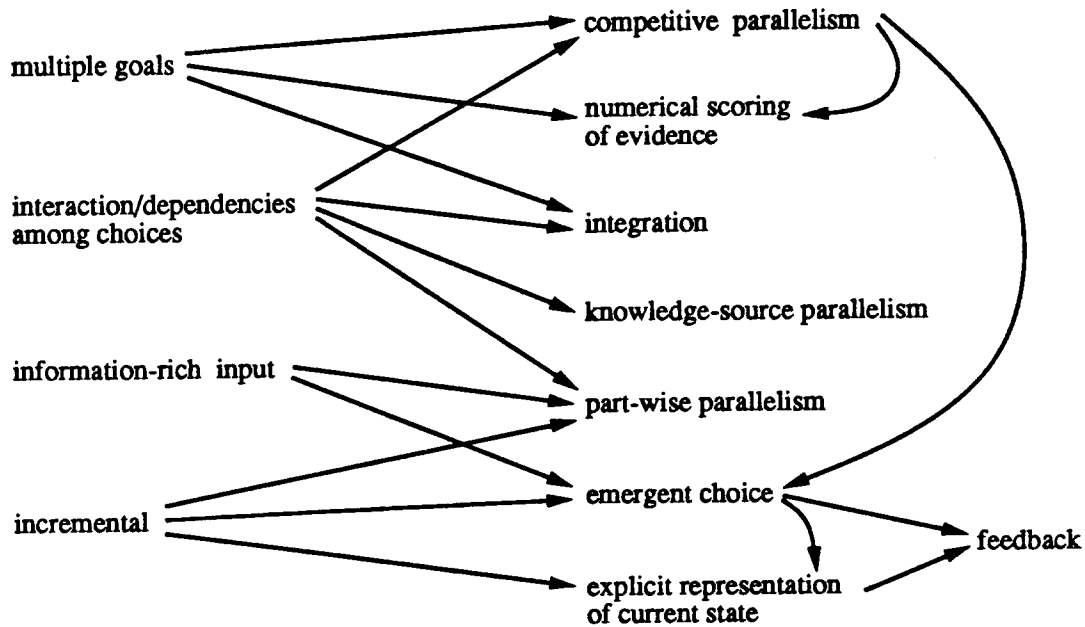 multiple goals
interaction/dependencies
among choices
information-rich input
incremental
competitive parallelism
numerical scoring
of evidence
integration
knowledge-source parallelism
part-wise parallelism
emergent choice
explicit representation
of current state
feedback